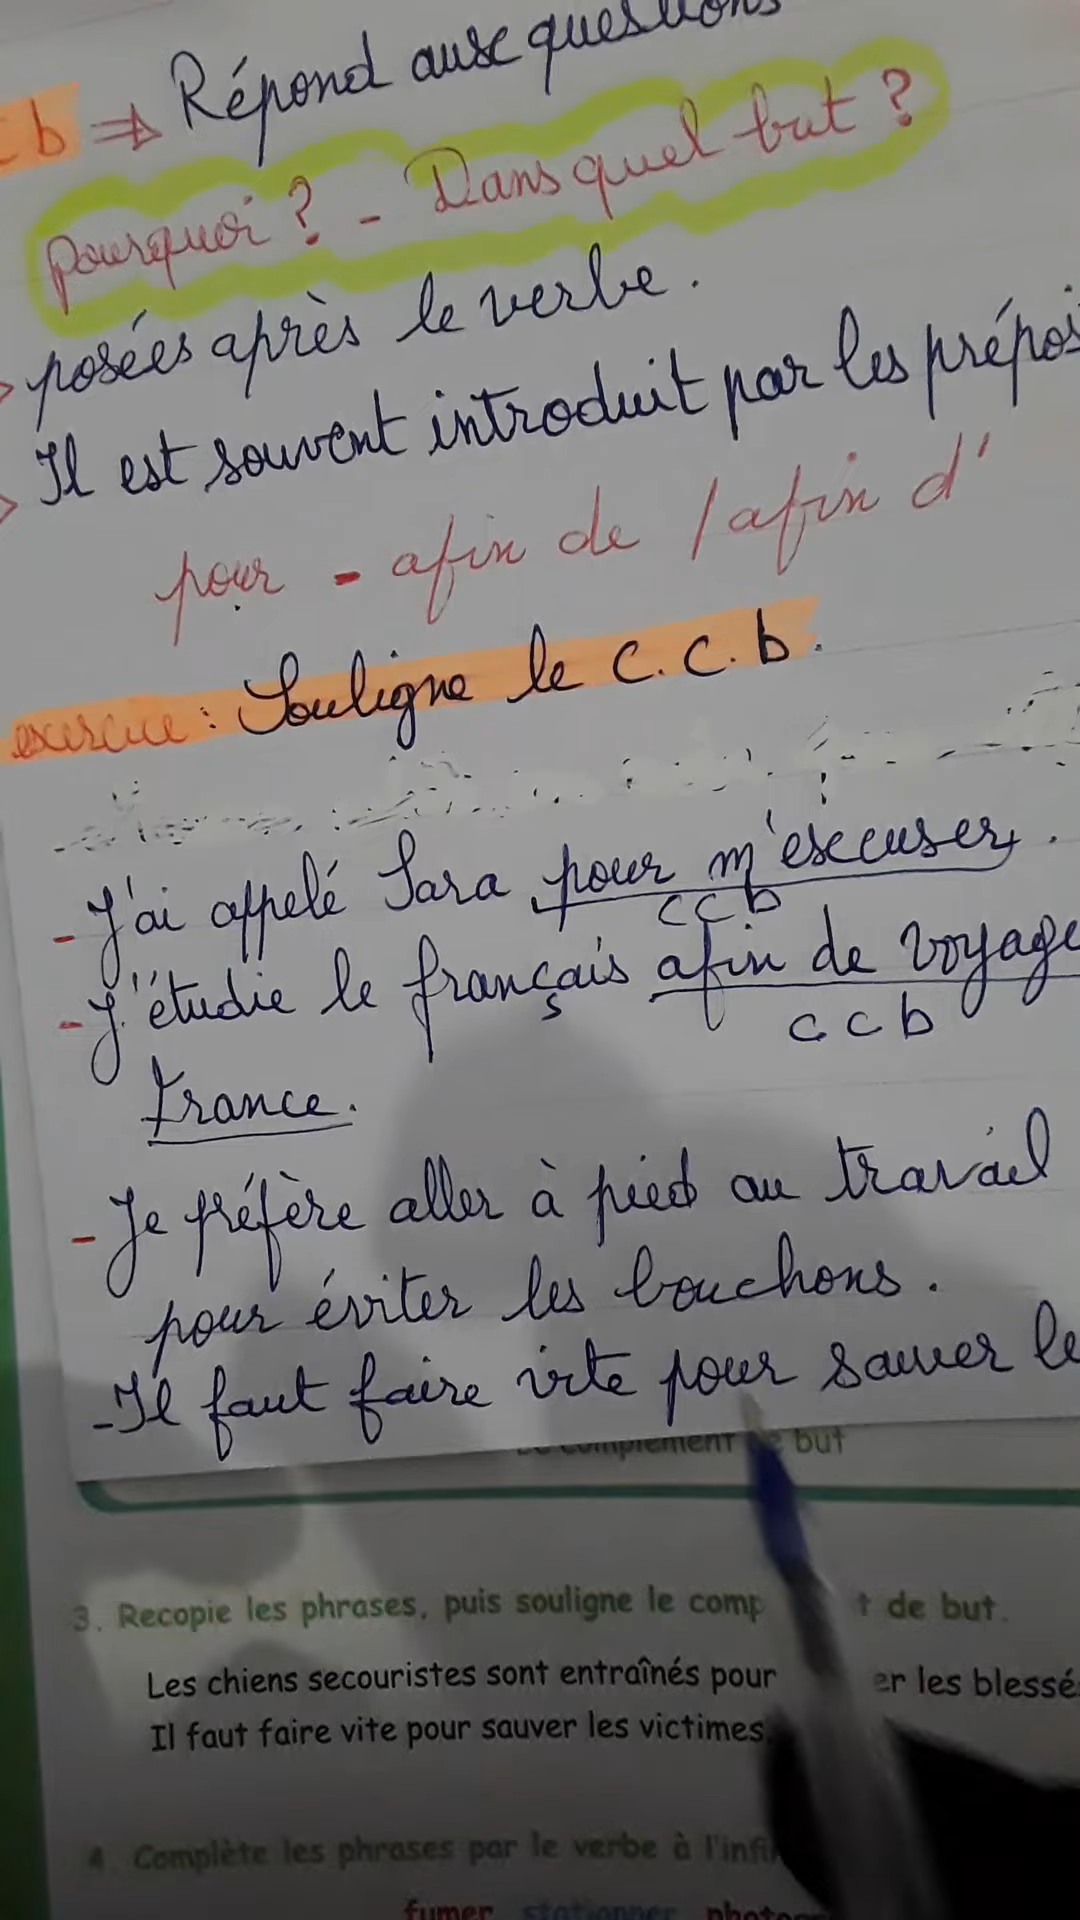 b ⇒ Répond aux questions
pourquoi ? - Dans quel but ?
posées après le verbe.
Il est souvent introduit par les prépos
pour - afin de / afin d'
exercice : Souligne le C.C.b.
- J'ai appelé Sara pour m'excuser.
ccb
- J'étudie le français afin de voyage
s
ccb
France.
- Je préfère aller à pied au travail
pour éviter les bouchons.
- Il faut faire vite pour sauver le
complément de but
3. Recopie les phrases, puis souligne le comp t de but.
Les chiens secouristes sont entraînés pour er les blessé
Il faut faire vite pour sauver les victimes.
4 Complète les phrases par le verbe à l'infi
fumer stationner photo